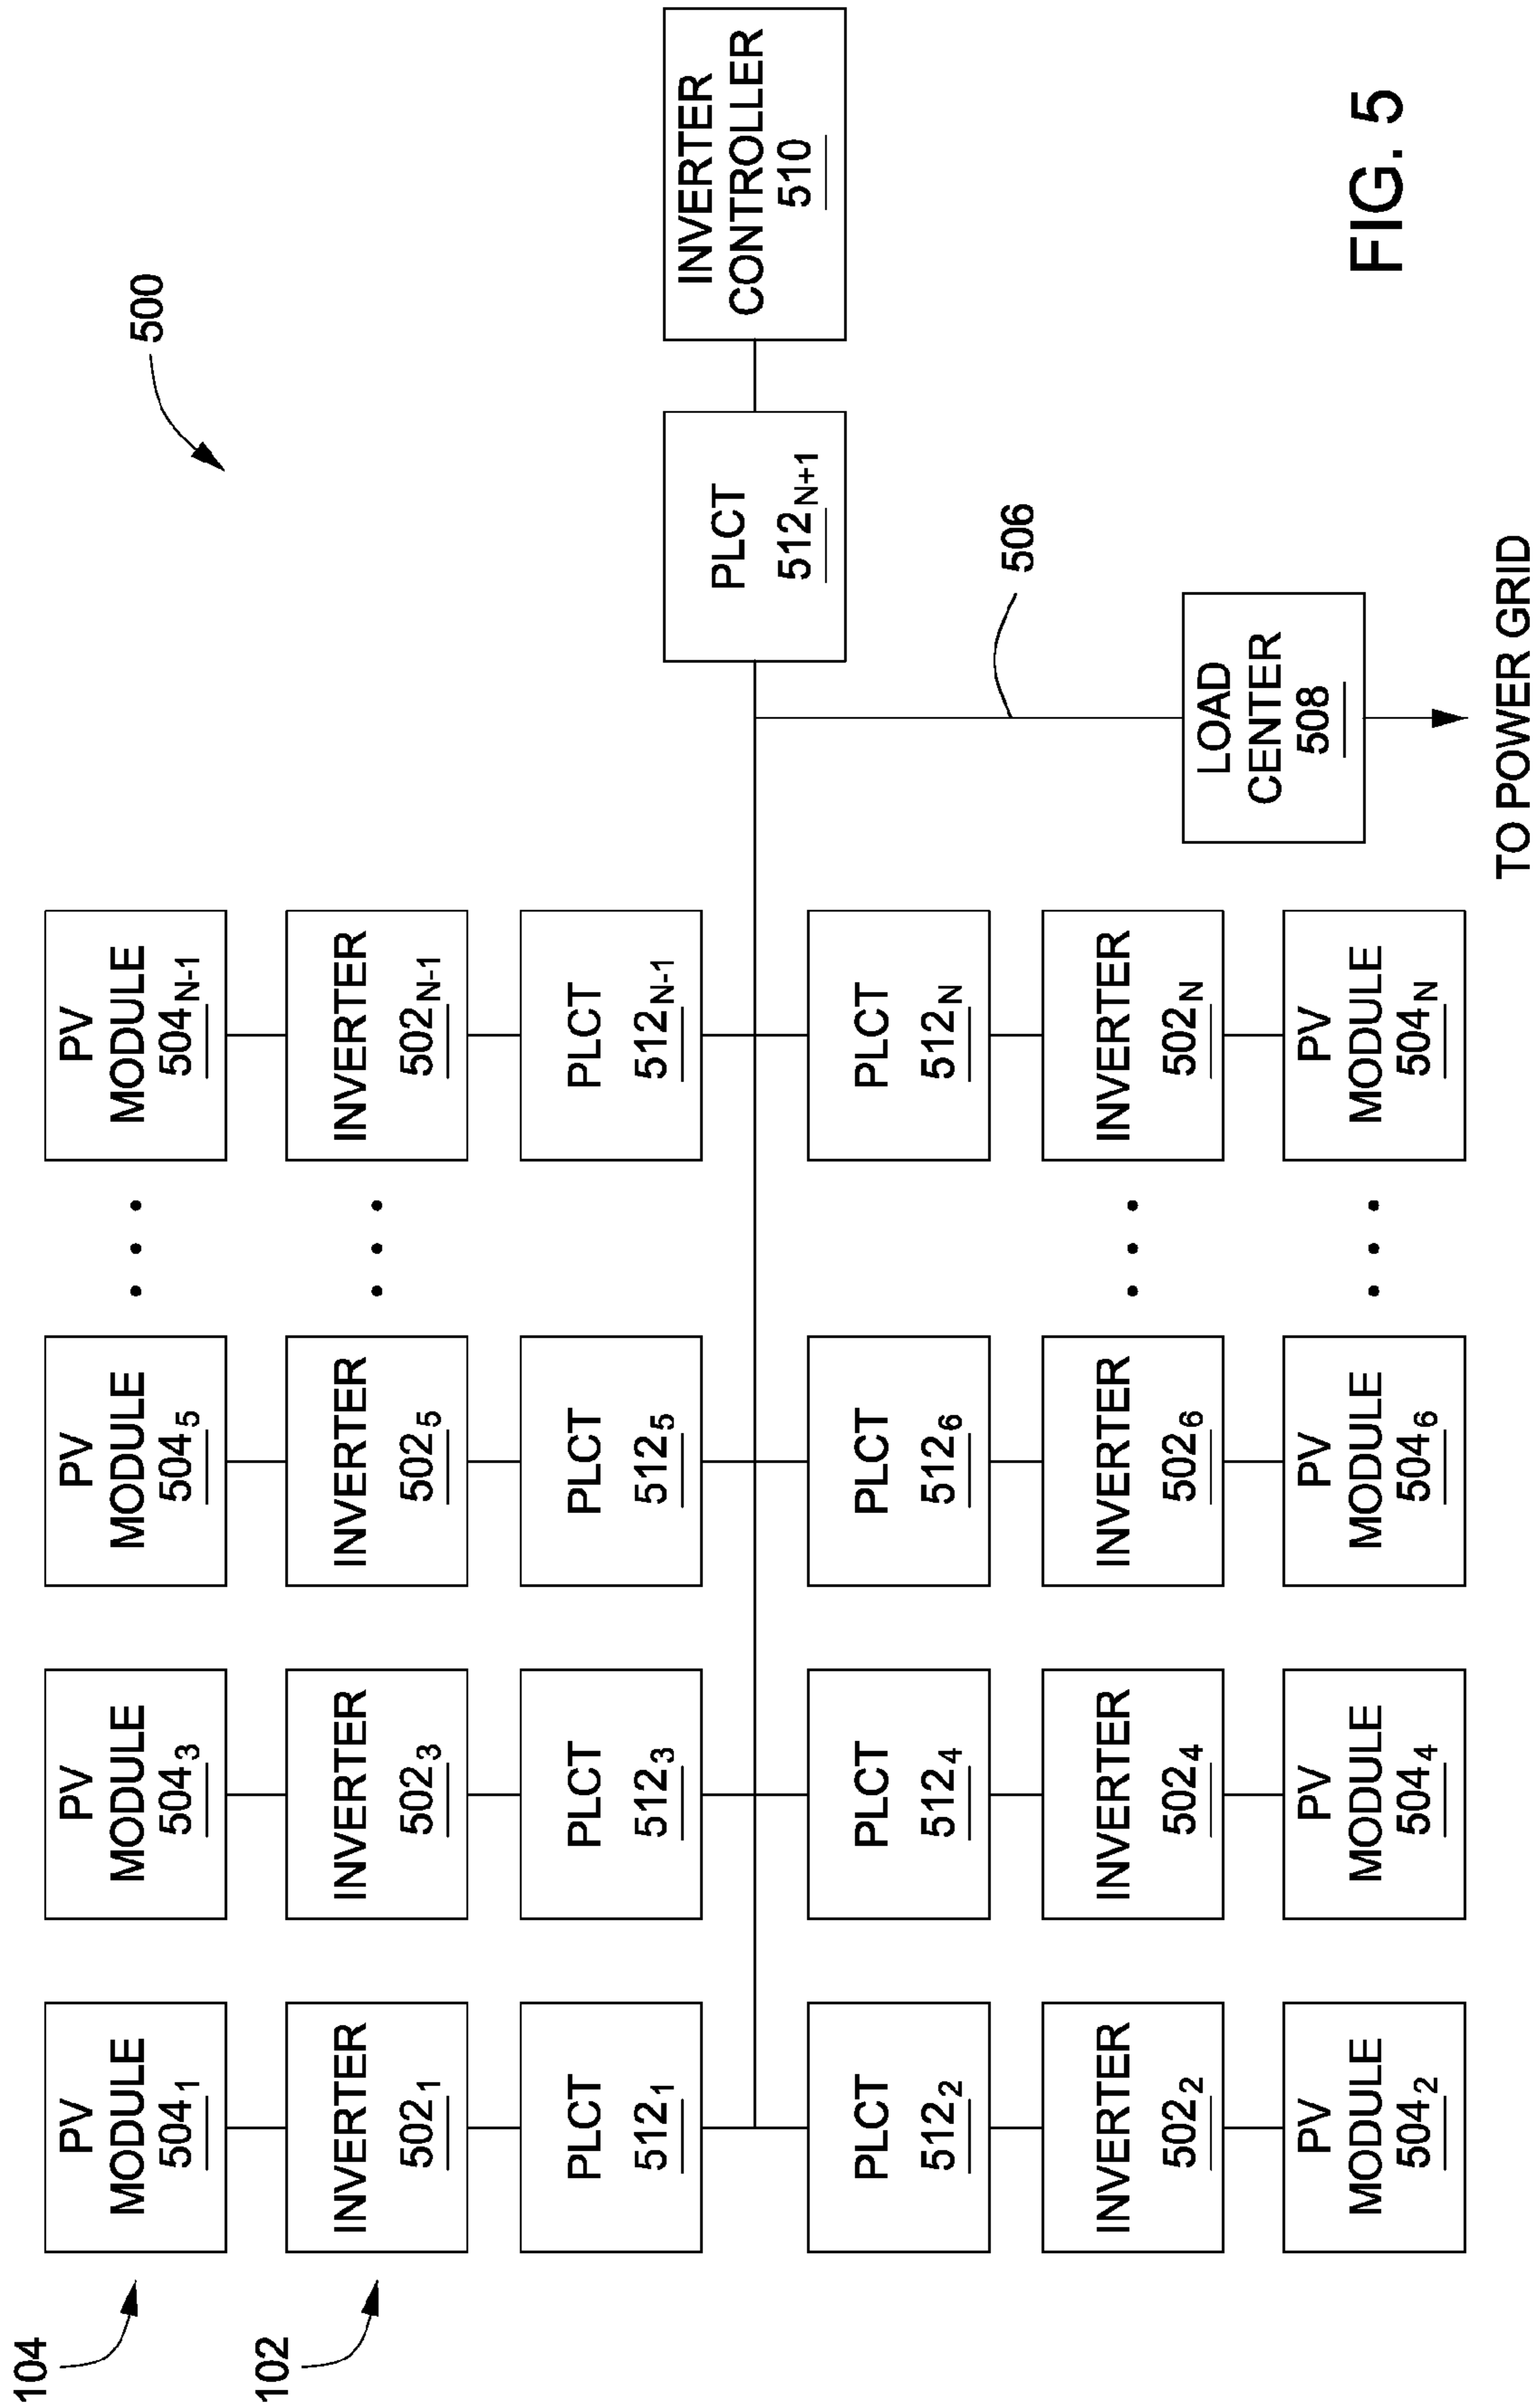 500
104
PV
MODULE
504₁
PV
MODULE
504₃
PV
MODULE
504₅
PV
MODULE
504N-1
102
INVERTER
502₁
INVERTER
502₃
INVERTER
502₅
INVERTER
502N-1
PLCT
512₁
PLCT
512₃
PLCT
512₅
PLCT
512N-1
PLCT
512N+1
INVERTER
CONTROLLER
510
PLCT
512₂
PLCT
512₄
PLCT
512₆
PLCT
512N
506
INVERTER
502₂
INVERTER
502₄
INVERTER
502₆
INVERTER
502N
LOAD
CENTER
508
PV
MODULE
504₂
PV
MODULE
504₄
PV
MODULE
504₆
PV
MODULE
504N
TO POWER GRID
FIG. 5